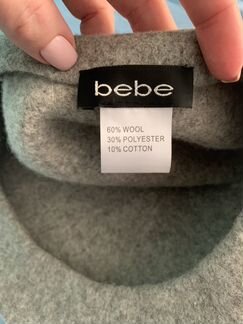 bebe
60% WOOL
30% POLYESTER
10% COTTON